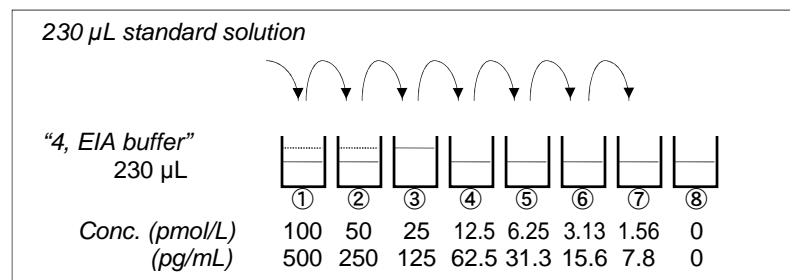 230 µL standard solution
“4, EIA buffer”
230 µL
① ② ③ ④ ⑤ ⑥ ⑦ ⑧
Conc. (pmol/L) 100 50 25 12.5 6.25 3.13 1.56 0
(pg/mL) 500 250 125 62.5 31.3 15.6 7.8 0